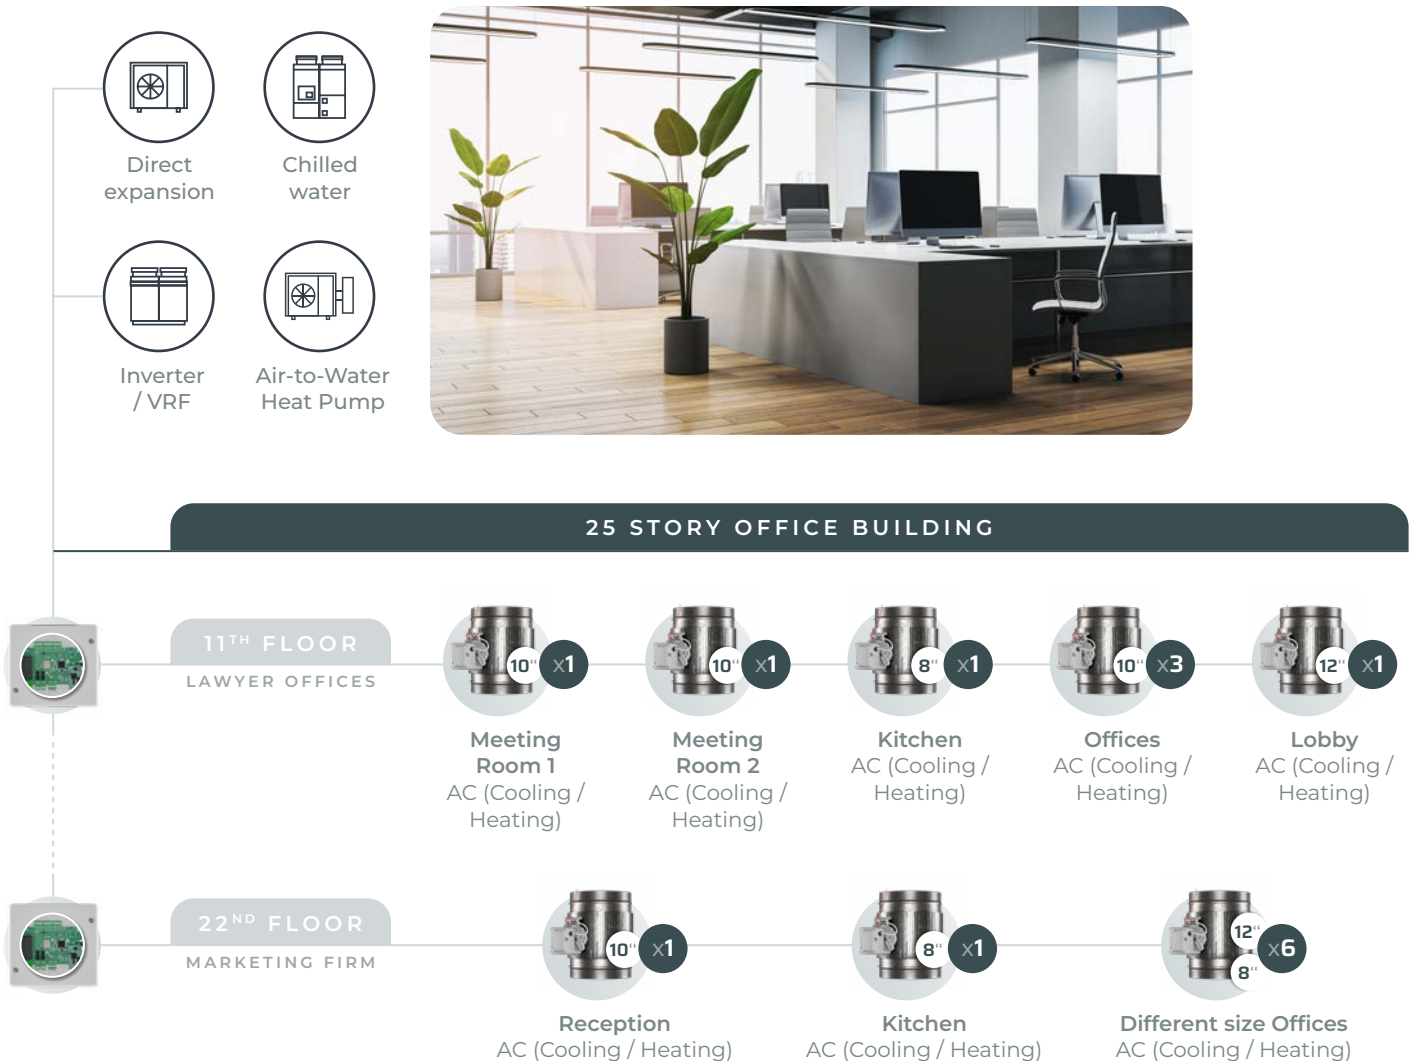 Direct
expansion
Chilled
water
Inverter
/ VRF
Air-to-Water
Heat Pump
25 STORY OFFICE BUILDING
11TH FLOOR
LAWYER OFFICES
10“ x1
10“ x1
8“ x1
10“ x3
12“ x1
Meeting
Room 1
AC (Cooling /
Heating)
Meeting
Room 2
AC (Cooling /
Heating)
Kitchen
AC (Cooling /
Heating)
Offices
AC (Cooling /
Heating)
Lobby
AC (Cooling /
Heating)
22ND FLOOR
MARKETING FIRM
10“ x1
8“ x1
12“
8“
x6
Reception
AC (Cooling / Heating)
Kitchen
AC (Cooling / Heating)
Different size Offices
AC (Cooling / Heating)